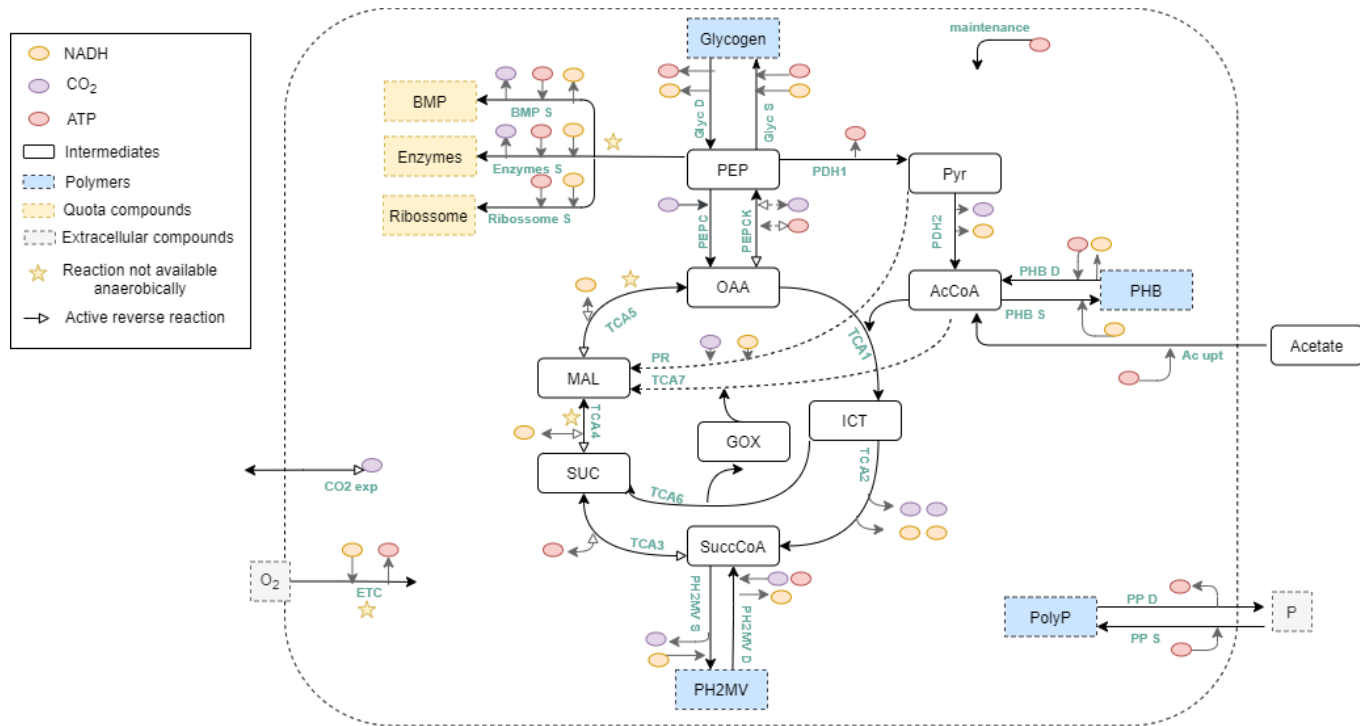 NADH
CO2
ATP
Intermediates
Polymers
Quota compounds
Extracellular compounds
Reaction not available
anaerobically
Active reverse reaction
Glycogen
maintenance
Glyc D
Glyc S
BMP
BMP S
Enzymes
Enzymes S
Ribossome
Ribossome S
PEP
PDH1
Pyr
PEPC
PEPCK
PDH2
OAA
AcCoA
PHB D
PHB S
PHB
Acetate
Ac upt
TCA5
TCA1
PR
TCA7
MAL
TCA4
GOX
ICT
TCA2
SUC
TCA6
CO2 exp
TCA3
SuccCoA
O2
ETC
PH2MV S
PH2MV D
PH2MV
PolyP
PP D
PP S
P